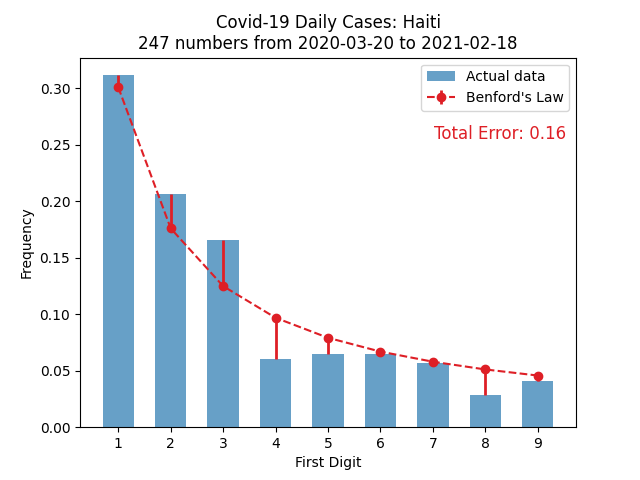 Covid-19 Daily Cases: Haiti
247 numbers from 2020-03-20 to 2021-02-18
Actual data
Benford's Law
Total Error: 0.16
Frequency
0.30
0.25
0.20
0.15
0.10
0.05
0.00
1 2 3 4 5 6 7 8 9
First Digit